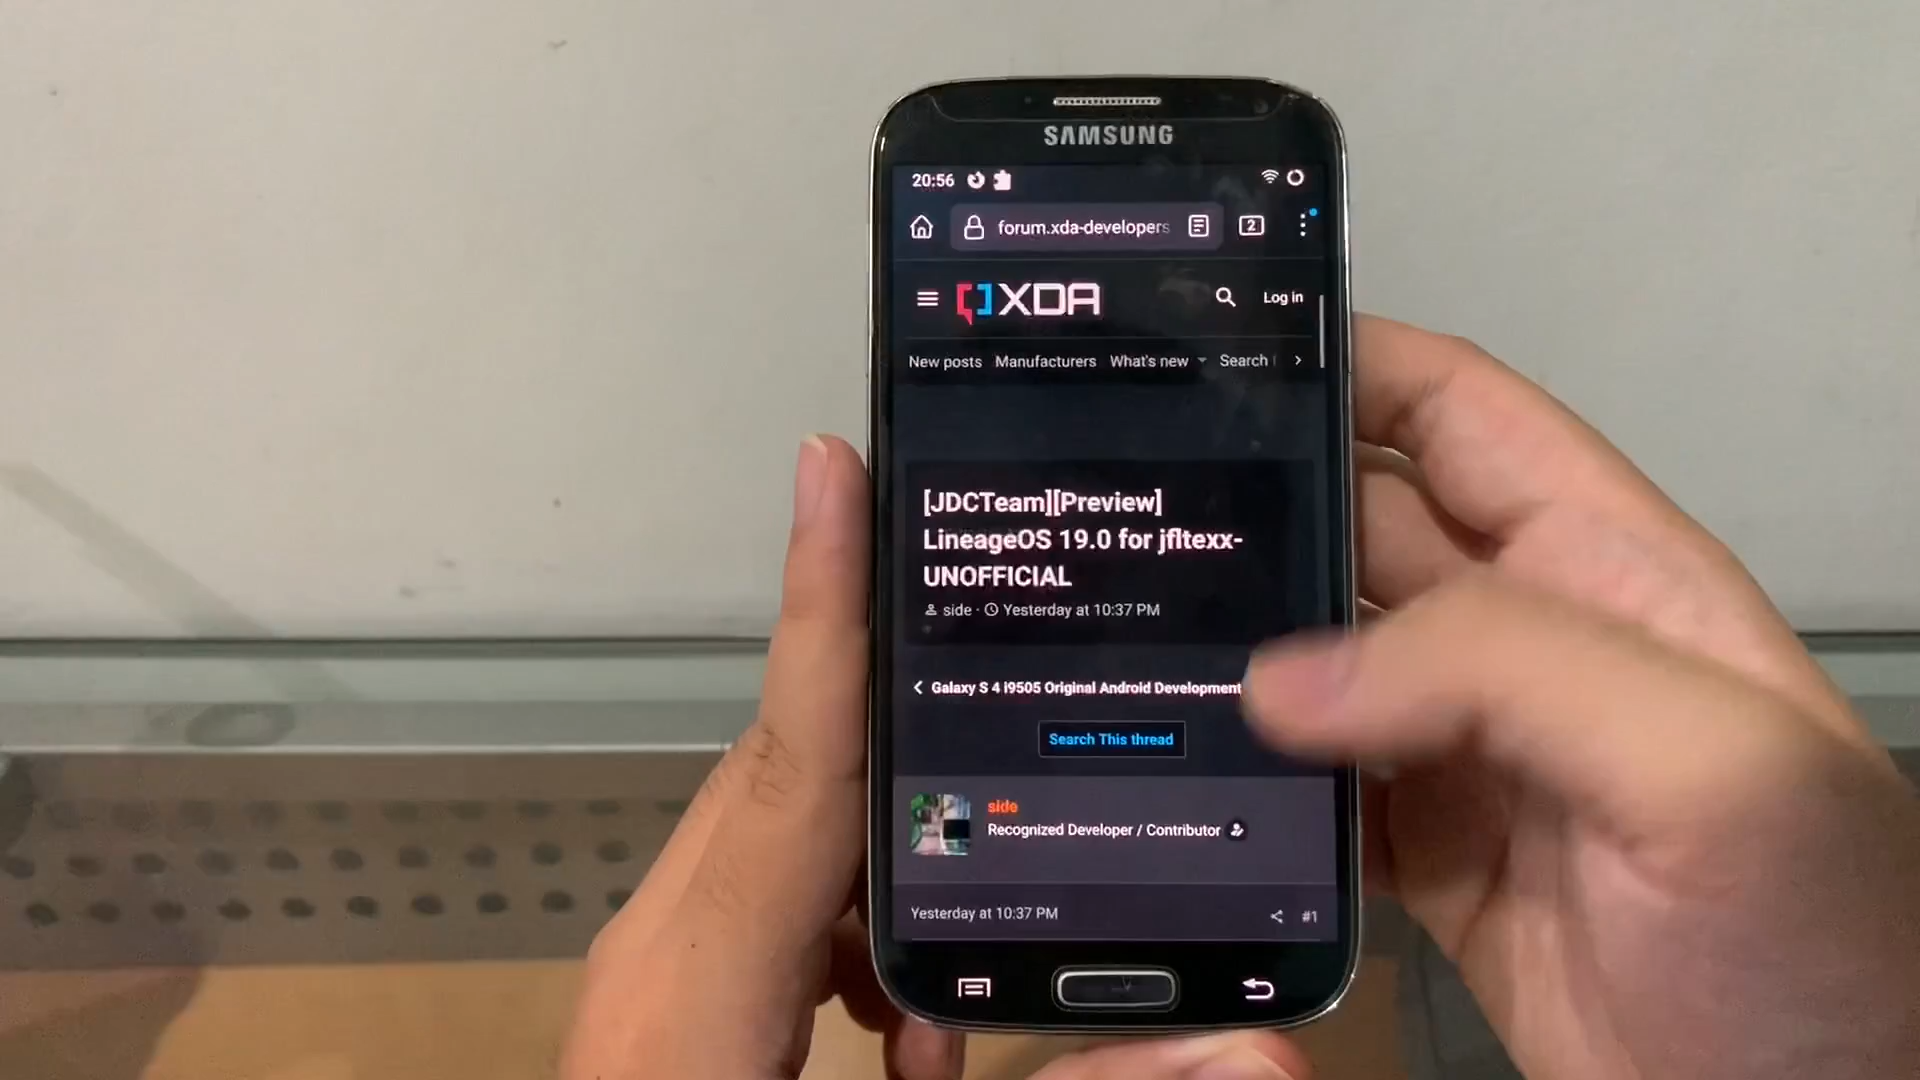 SAMSUNG
20:56
forum.xda-developers
2
XDA
Log in
New posts Manufacturers What's new Search
[JDCTeam][Preview]
LineageOS 19.0 for jfltexx-
UNOFFICIAL
side · Yesterday at 10:37 PM
Galaxy S 4 i9505 Original Android Development
Search This thread
side
Recognized Developer / Contributor
Yesterday at 10:37 PM
#1